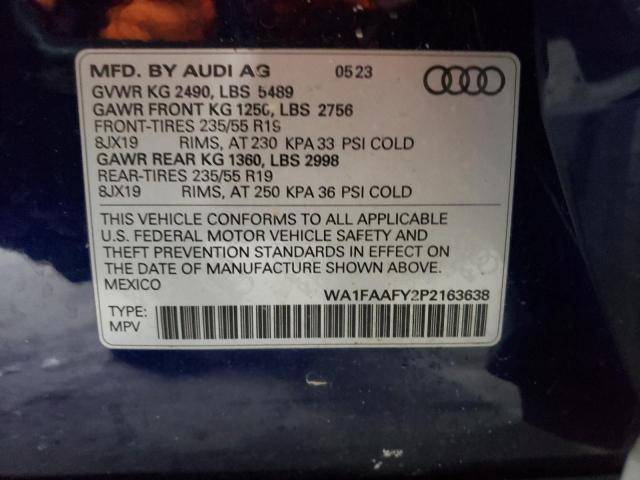 MFD. BY AUDI AG 0523
GVWR KG 2490, LBS 5489
GAWR FRONT KG 1250, LBS 2756
FRONT-TIRES 235/55 R19
8JX19 RIMS, AT 230 KPA 33 PSI COLD
GAWR REAR KG 1360, LBS 2998
REAR-TIRES 235/55 R19
8JX19 RIMS, AT 250 KPA 36 PSI COLD
THIS VEHICLE CONFORMS TO ALL APPLICABLE
U.S. FEDERAL MOTOR VEHICLE SAFETY AND
THEFT PREVENTION STANDARDS IN EFFECT ON
THE DATE OF MANUFACTURE SHOWN ABOVE.
MEXICO
WA1FAAFY2P2163638
TYPE:
MPV